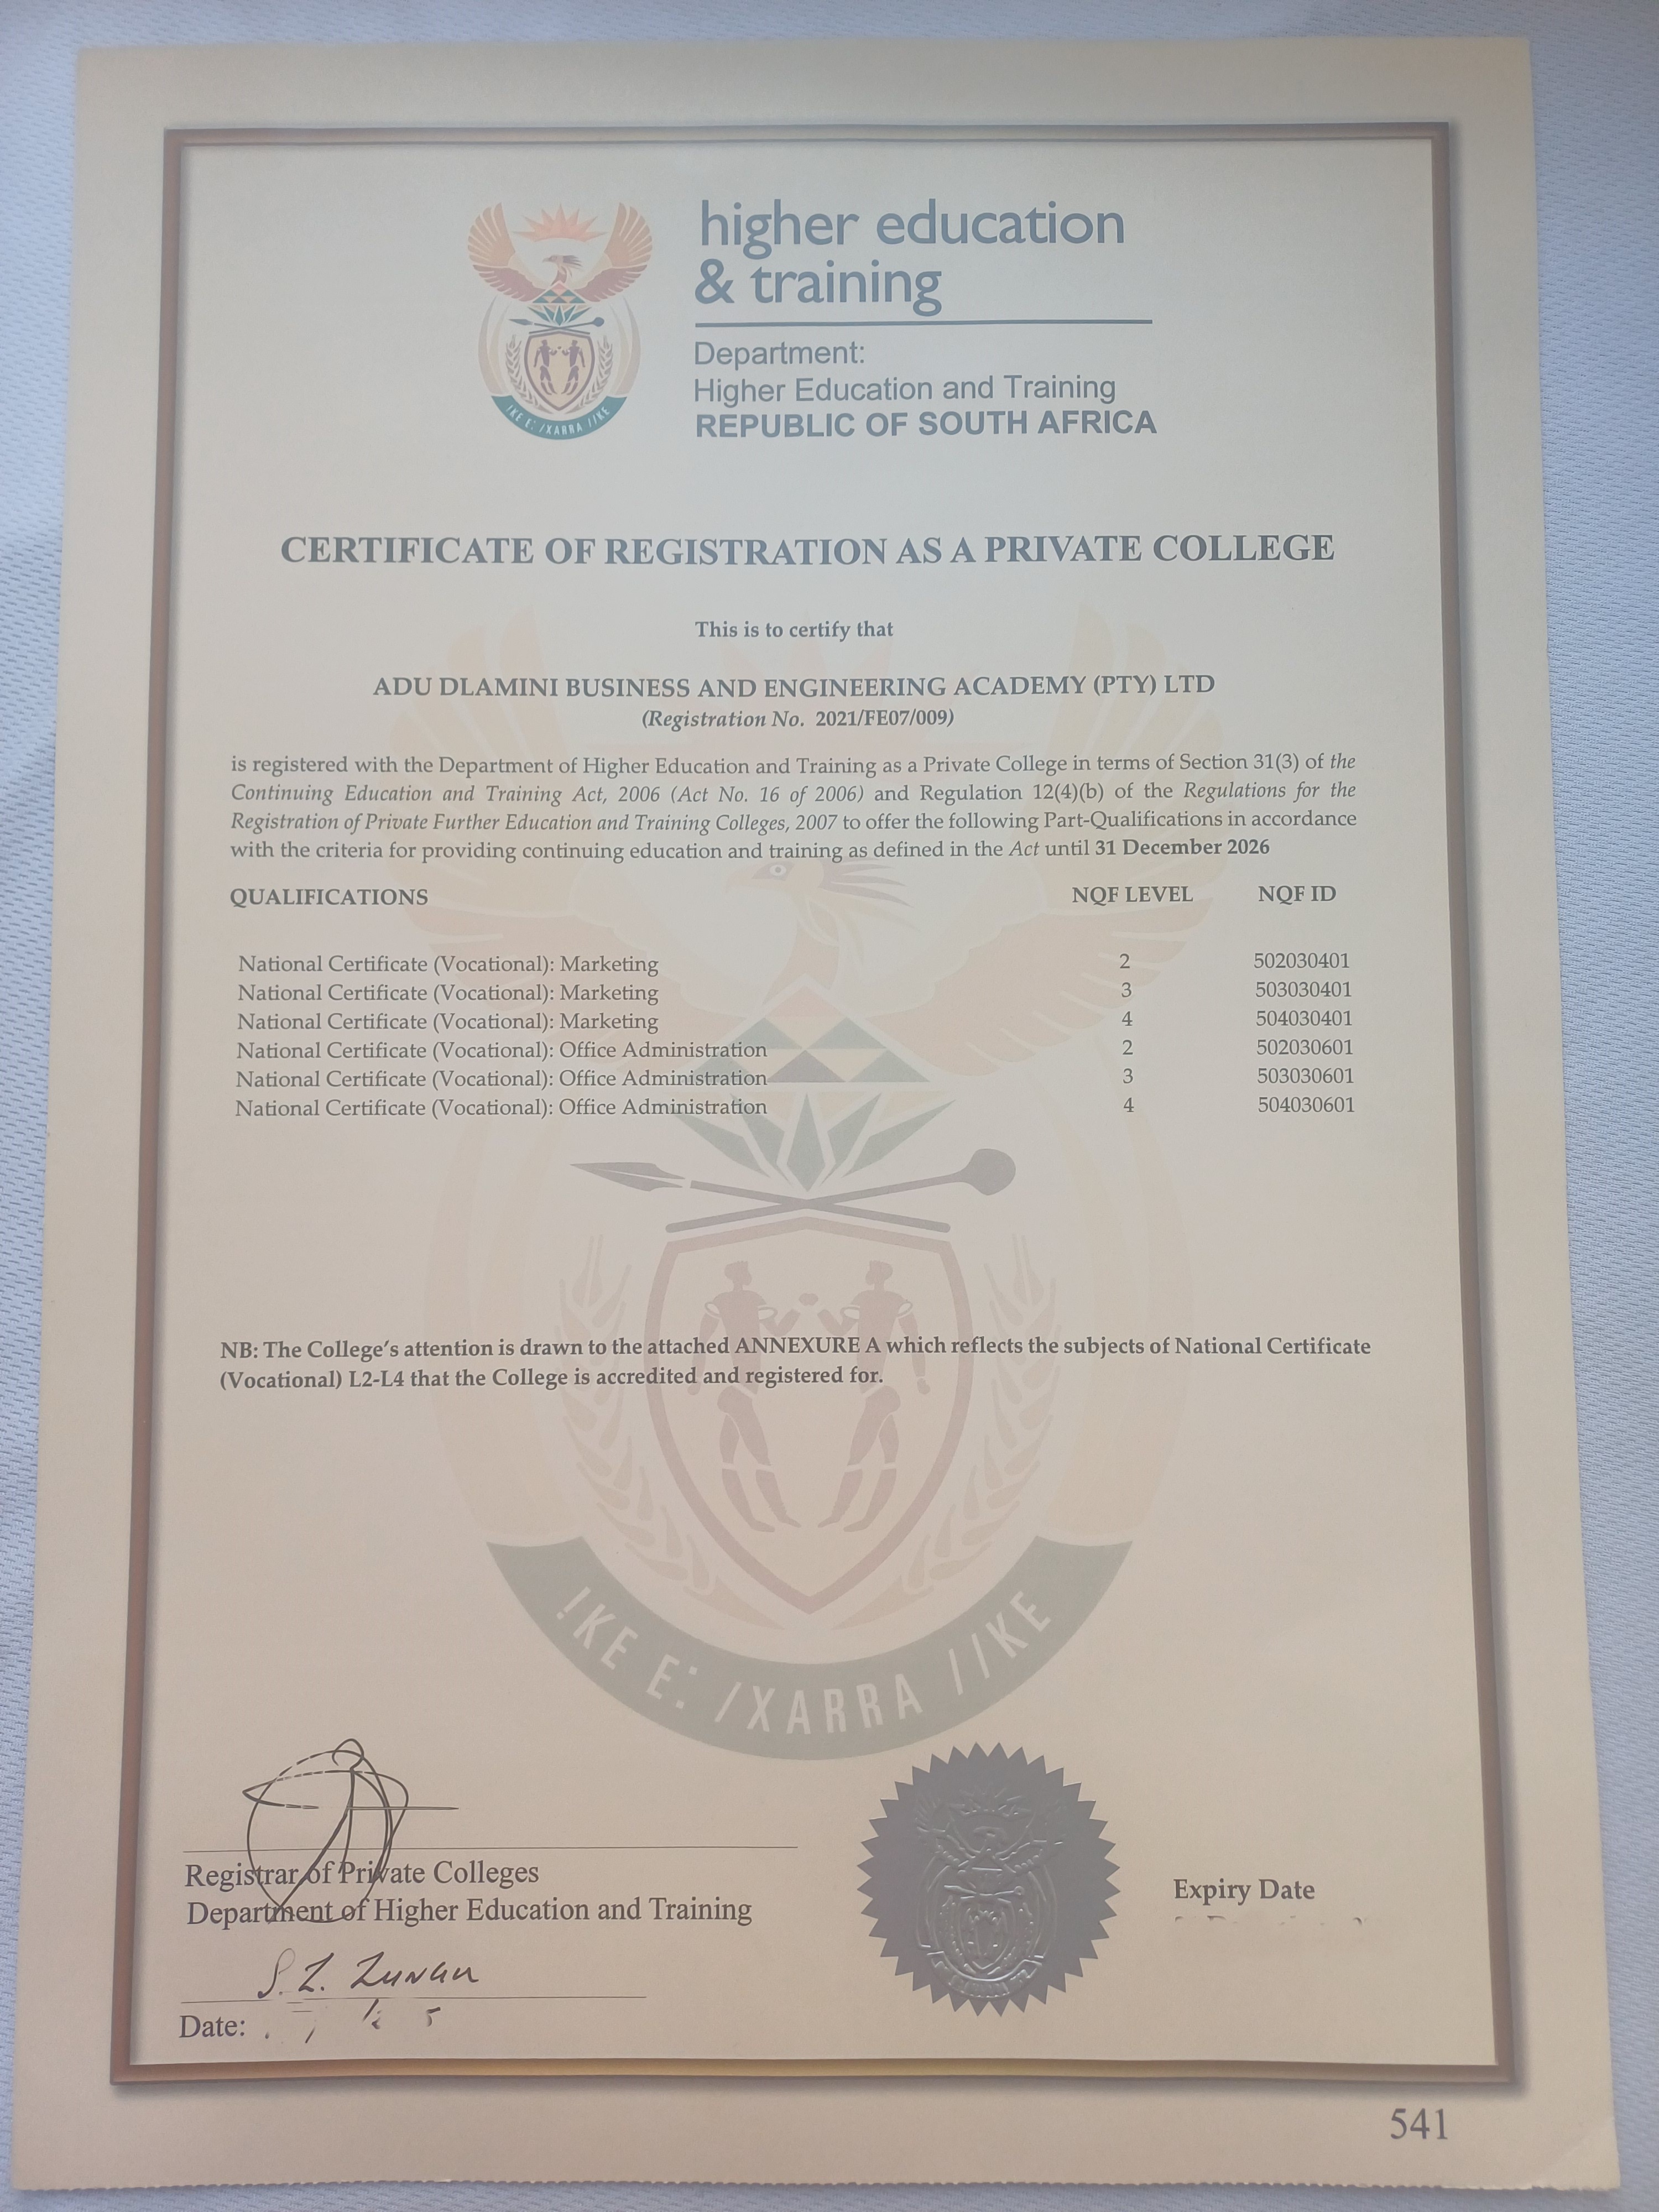 higher education
& training
Department:
Higher Education and Training
REPUBLIC OF SOUTH AFRICA
!KE E: /XARRA //KE
CERTIFICATE OF REGISTRATION AS A PRIVATE COLLEGE
This is to certify that
ADU DLAMINI BUSINESS AND ENGINEERING ACADEMY (PTY) LTD
(Registration No. 2021/FE07/009)
is registered with the Department of Higher Education and Training as a Private College in terms of Section 31(3) of the
Continuing Education and Training Act, 2006 (Act No. 16 of 2006) and Regulation 12(4)(b) of the Regulations for the
Registration of Private Further Education and Training Colleges, 2007 to offer the following Part-Qualifications in accordance
with the criteria for providing continuing education and training as defined in the Act until 31 December 2026
QUALIFICATIONS NQF LEVEL NQF ID
National Certificate (Vocational): Marketing 2 502030401
National Certificate (Vocational): Marketing 3 503030401
National Certificate (Vocational): Marketing 4 504030401
National Certificate (Vocational): Office Administration 2 502030601
National Certificate (Vocational): Office Administration 3 503030601
National Certificate (Vocational): Office Administration 4 504030601
NB: The College's attention is drawn to the attached ANNEXURE A which reflects the subjects of National Certificate
(Vocational) L2-L4 that the College is accredited and registered for.
!KE E: /XARRA //KE
Registrar of Private Colleges
Department of Higher Education and Training
Expiry Date
S.Z. Zungu
Date:
541